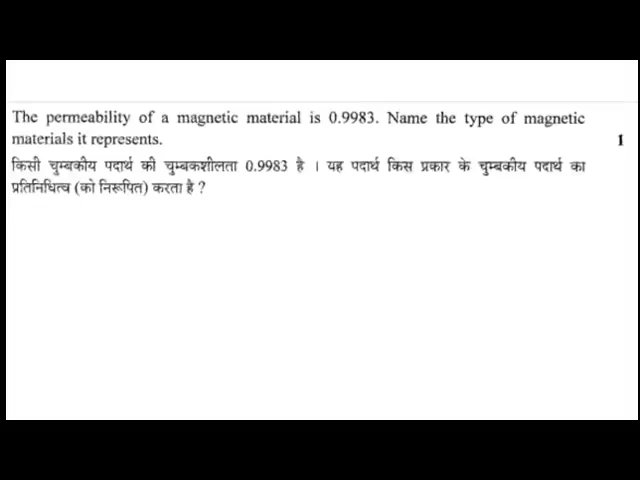 The permeability of a magnetic material is 0.9983. Name the type of magnetic
materials it represents. 1
किसी चुम्बकीय पदार्थ की चुम्बकशीलता 0.9983 है । यह पदार्थ किस प्रकार के चुम्बकीय पदार्थ का
प्रतिनिधित्व (को निरूपित) करता है ?